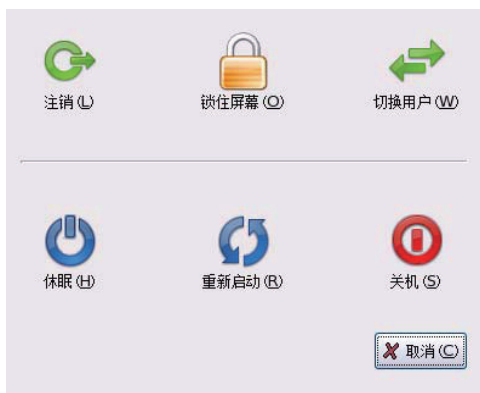 注销(L)
锁住屏幕(O)
切换用户(W)
休眠(H)
重新启动(R)
关机(S)
取消(C)